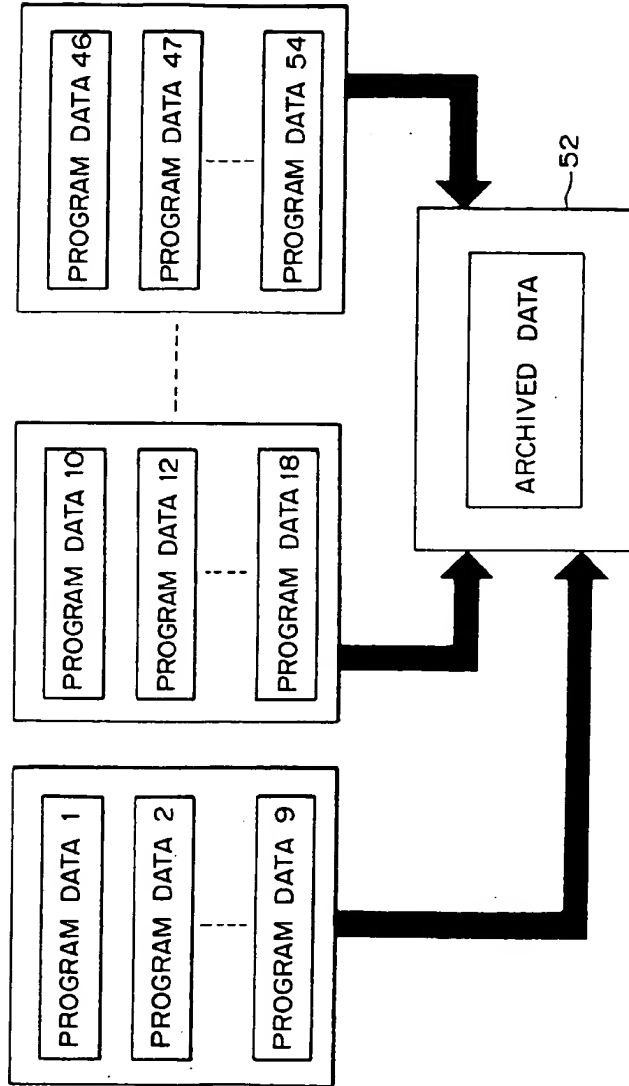 PROGRAM DATA 1
PROGRAM DATA 2
PROGRAM DATA 9
PROGRAM DATA 10
PROGRAM DATA 12
PROGRAM DATA 18
PROGRAM DATA 46
PROGRAM DATA 47
PROGRAM DATA 54
ARCHIVED DATA
52